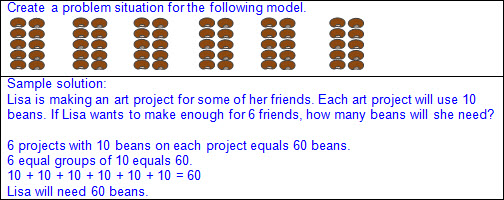 Create a problem situation for the following model.
Sample solution:
Lisa is making an art project for some of her friends. Each art project will use 10
beans. If Lisa wants to make enough for 6 friends, how many beans will she need?
6 projects with 10 beans on each project equals 60 beans.
6 equal groups of 10 equals 60.
10 + 10 + 10 + 10 + 10 + 10 = 60
Lisa will need 60 beans.